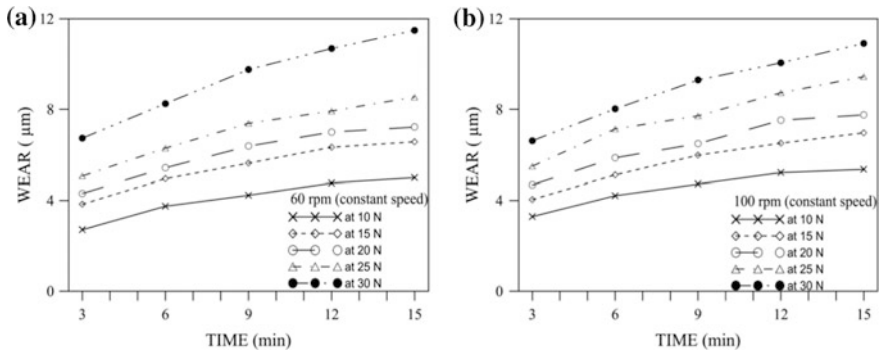 (a)
12
8
4
0
WEAR ( μm)
60 rpm (constant speed)
at 10 N
at 15 N
at 20 N
at 25 N
at 30 N
3 6 9 12 15
TIME (min)
(b)
12
8
4
0
WEAR ( μm)
100 rpm (constant speed)
at 10 N
at 15 N
at 20 N
at 25 N
at 30 N
3 6 9 12 15
TIME (min)